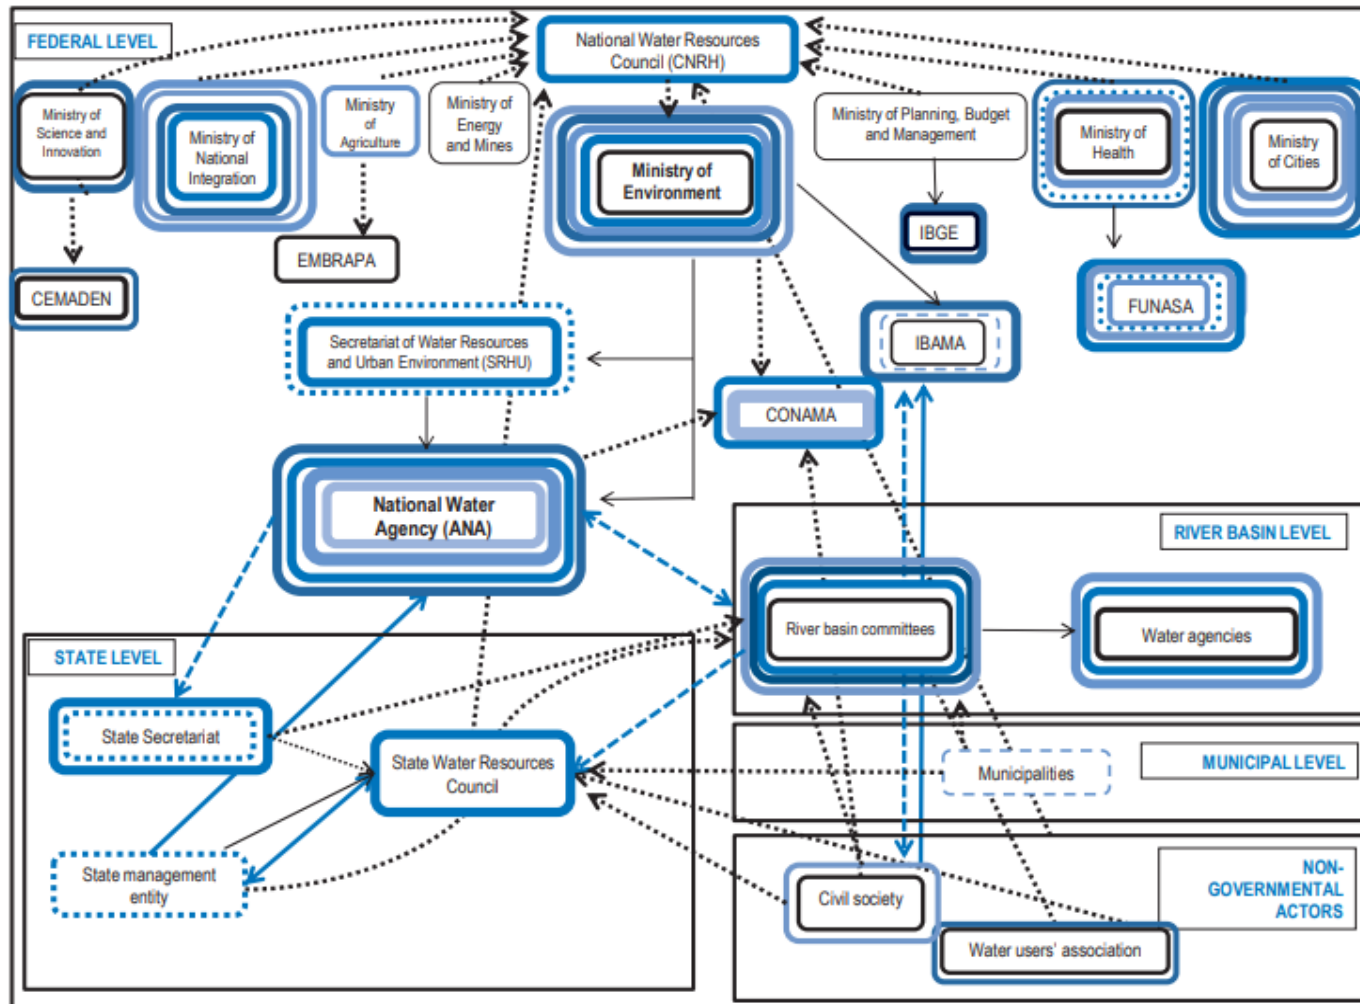 FEDERAL LEVEL
National Water Resources
Council (CNRH)
Ministry of
Science and
Innovation
Ministry of
National
Integration
Ministry
of
Agriculture
Ministry of
Energy
and Mines
Ministry of
Environment
Ministry of Planning, Budget
and Management
Ministry of
Health
Ministry
of Cities
IBGE
EMBRAPA
CEMADEN
FUNASA
Secretariat of Water Resources
and Urban Environment (SRHU)
IBAMA
CONAMA
National Water
Agency (ANA)
RIVER BASIN LEVEL
River basin committees
Water agencies
STATE LEVEL
State Secretariat
State Water Resources
Council
State management
entity
MUNICIPAL LEVEL
Municipalities
NON-
GOVERNMENTAL
ACTORS
Civil society
Water users' association